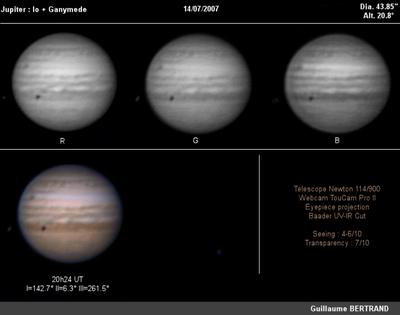 Jupiter : Io + Ganymede
14/07/2007
Dia. 43.85"
Alt. 20.8°
R
G
B
20h24 UT
I=142.7° II=6.3° III=261.5°
Telescope Newton 114/900
Webcam TouCam Pro II
Eyepiece projection
Baader UV-IR Cut
Seeing : 4-6/10
Transparency : 7/10
Guillaume BERTRAND